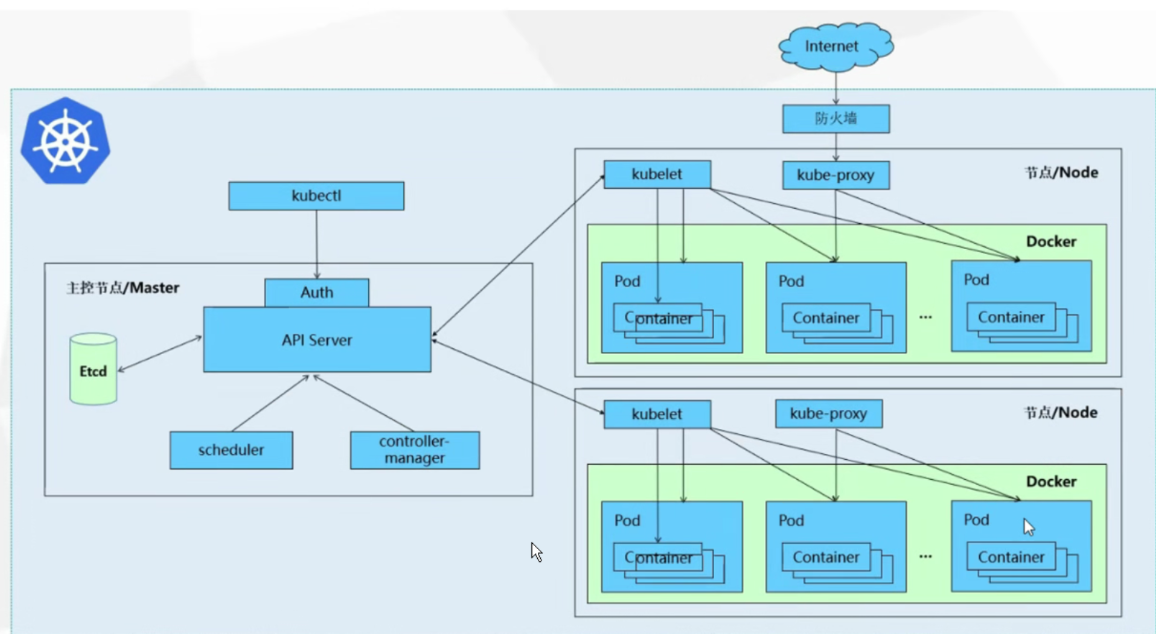 Internet
防火墙
kubectl
主控节点/Master
Auth
API Server
Etcd
scheduler
controller-
manager
kubelet
kube-proxy
节点/Node
Docker
Pod
Container
Pod
Container
...
Pod
Container
kubelet
kube-proxy
节点/Node
Docker
Pod
Container
Pod
Container
...
Pod
Container